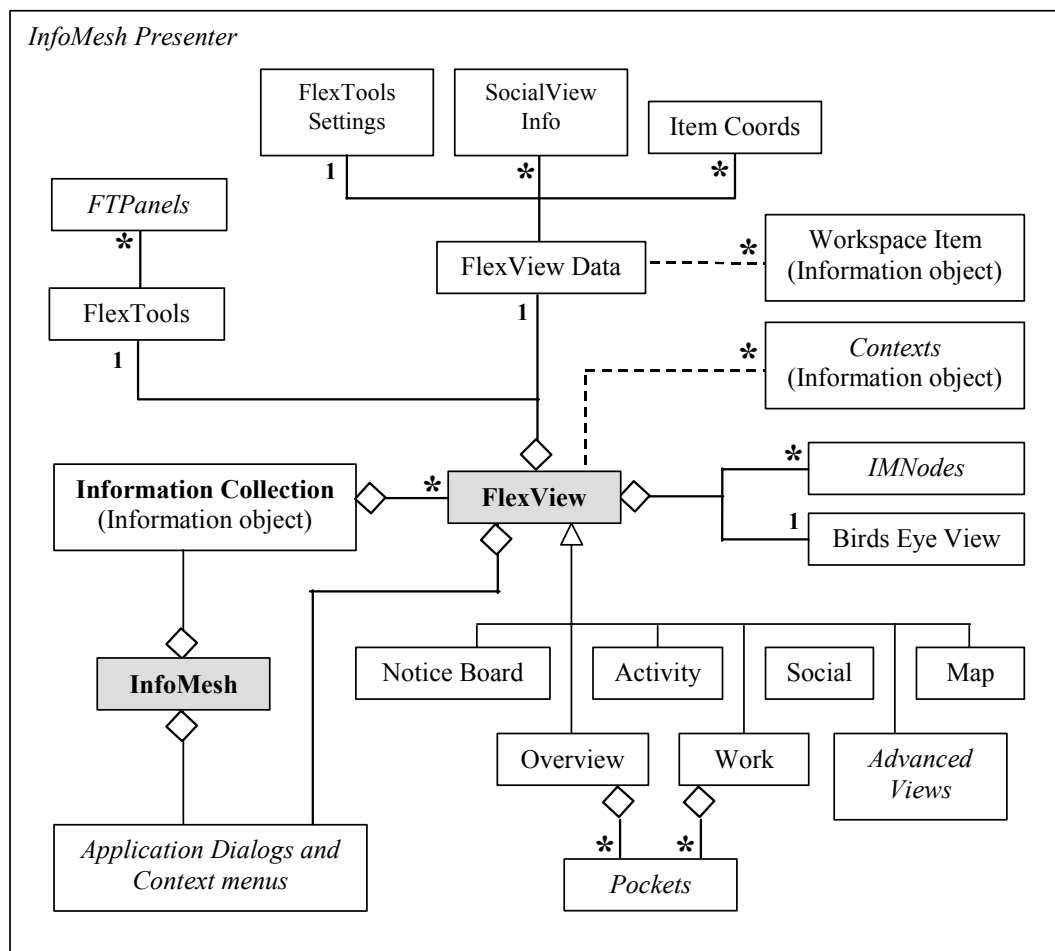 InfoMesh Presenter
FlexTools
Settings
SocialView
Info
Item Coords
1
*
*
FTPanels
*
FlexView Data
*
Workspace Item
(Information object)
FlexTools
1
1
*
Contexts
(Information object)
Information Collection
(Information object)
*
FlexView
*
IMNodes
1
Birds Eye View
InfoMesh
Notice Board
Activity
Social
Map
Overview
Work
Advanced
Views
*
*
Application Dialogs and
Context menus
Pockets